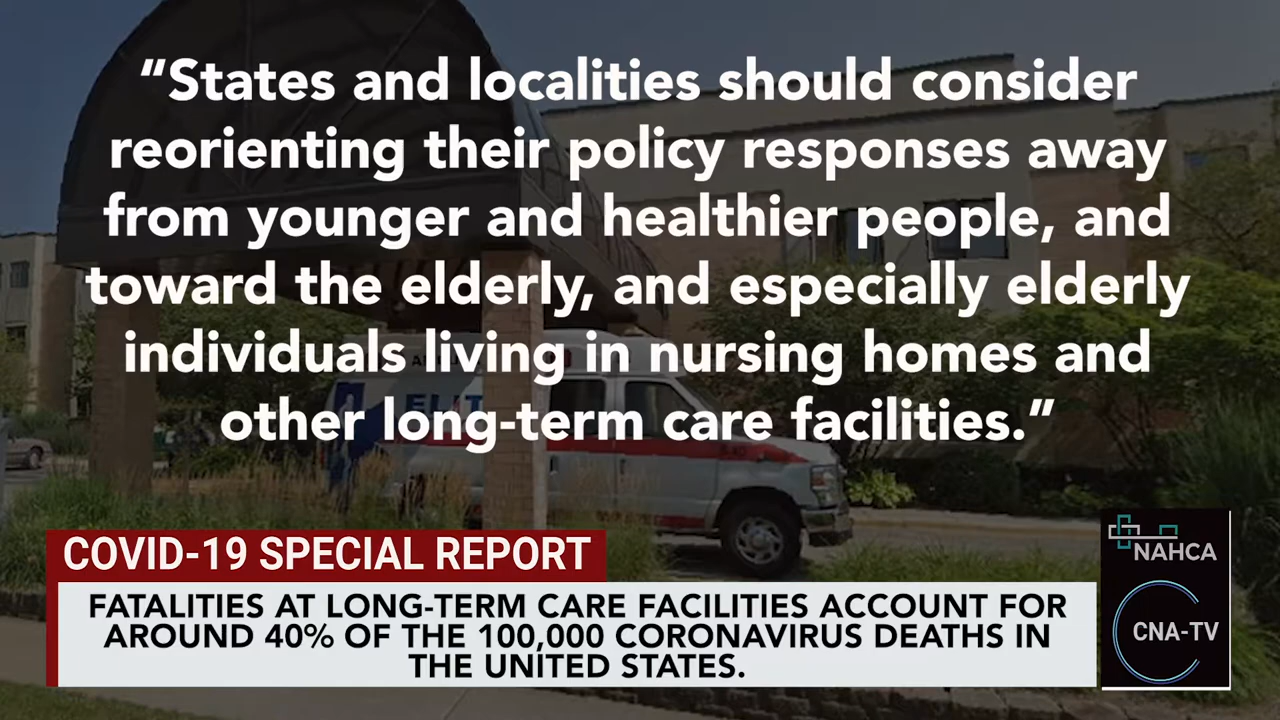 “States and localities should consider
reorienting their policy responses away
from younger and healthier people, and
toward the elderly, and especially elderly
individuals living in nursing homes and
other long-term care facilities.”
ELIT
COVID-19 SPECIAL REPORT
FATALITIES AT LONG-TERM CARE FACILITIES ACCOUNT FOR
AROUND 40% OF THE 100,000 CORONAVIRUS DEATHS IN
THE UNITED STATES.
NAHCA
CNA-TV